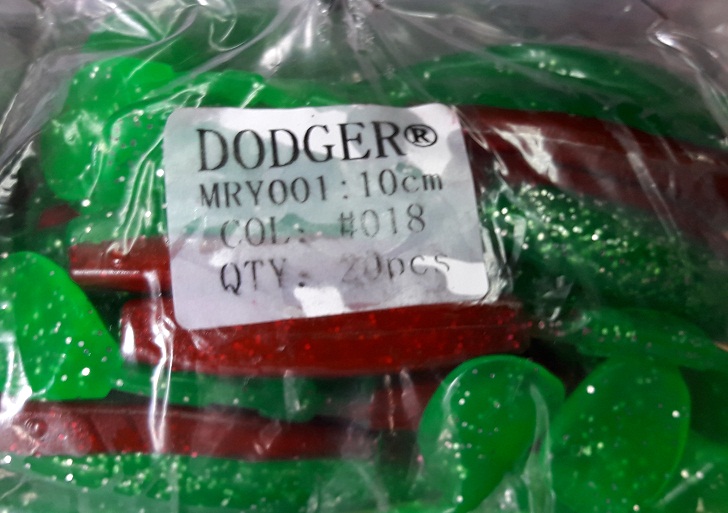 DODGER®
MRY001:10cm
COL: #018
QTY: 20pcs